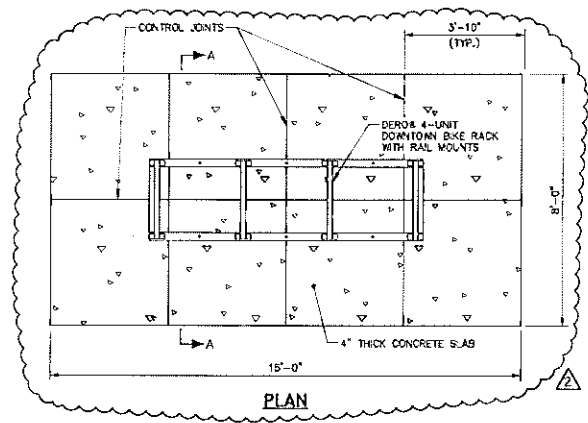 CONTROL JOINTS
3'-10"
(TYP.)
A
DERO® 4-UNIT
DOWNTOWN BIKE RACK
WITH RAIL MOUNTS
8'-0"
A
4" THICK CONCRETE SLAB
15'-0"
PLAN
2